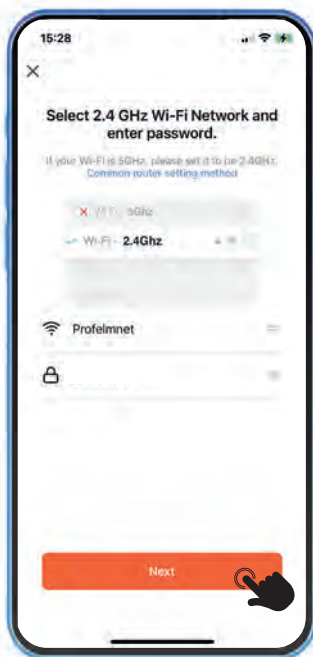 15:28
Select 2.4 GHz Wi-Fi Network and
enter password.
If your Wi-Fi is 5GHz, please set it to be 2.4GHz.
Common router setting method
Wi-Fi - 5Ghz
Wi-Fi - 2.4Ghz
Profelmnet
Next